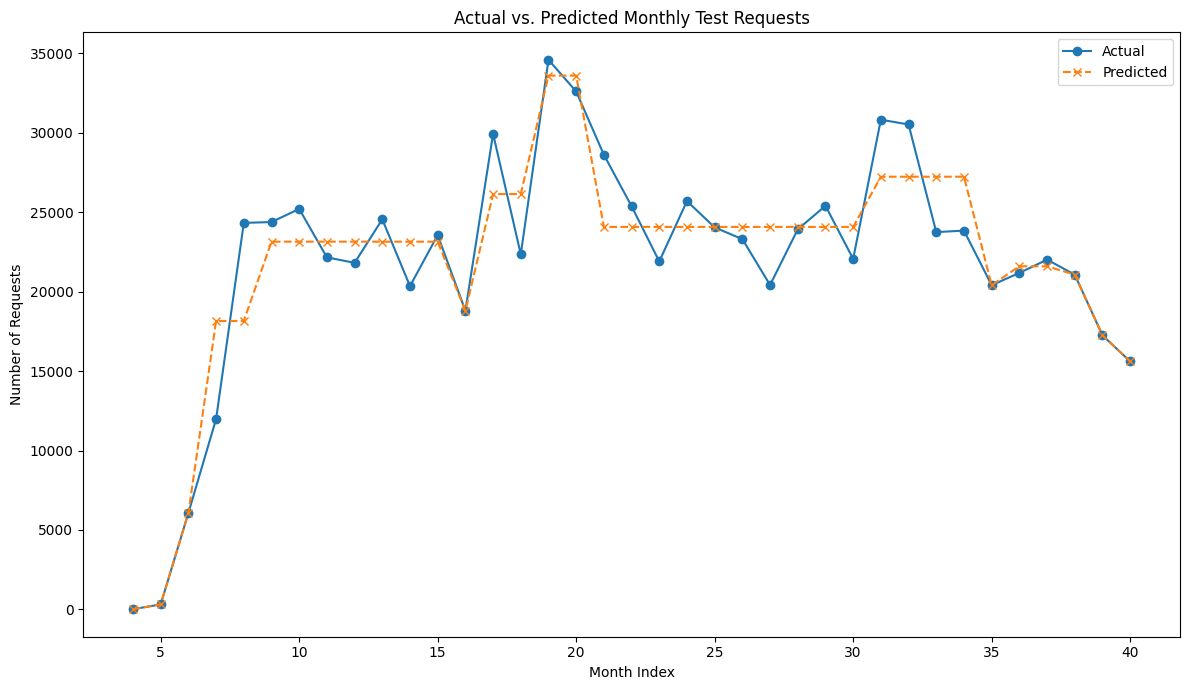 Actual vs. Predicted Monthly Test Requests
Actual
Predicted
Number of Requests
35000
30000
25000
20000
15000
10000
5000
0
5 10 15 20 25 30 35 40
Month Index